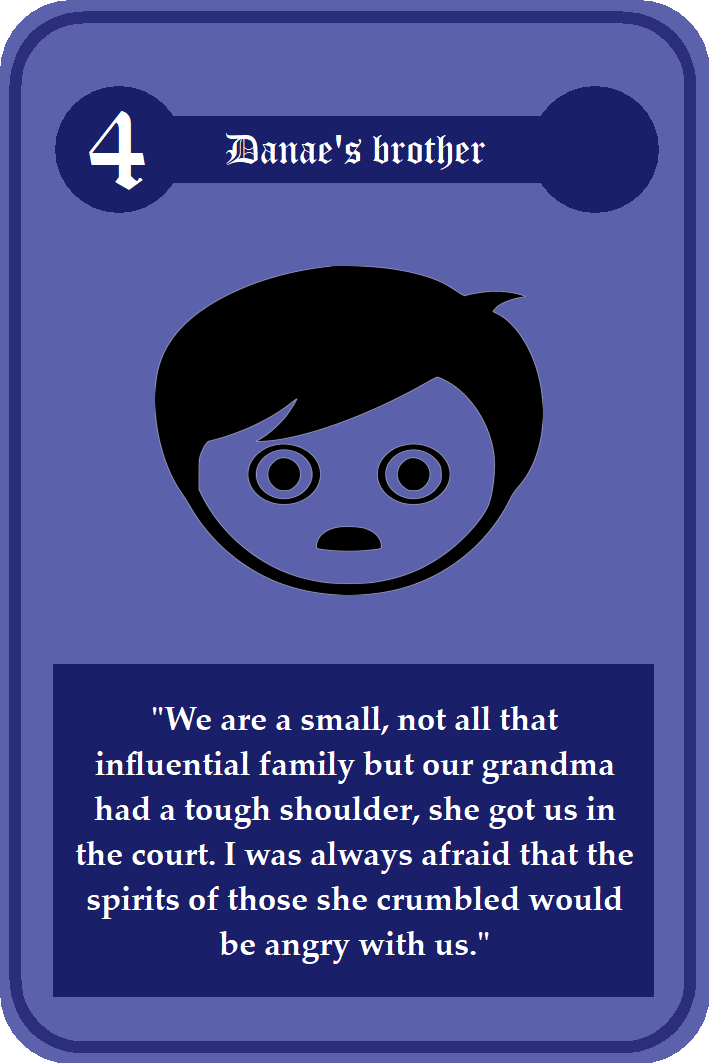 4
Danae's brother
"We are a small, not all that
influential family but our grandma
had a tough shoulder, she got us in
the court. I was always afraid that the
spirits of those she crumbled would
be angry with us."